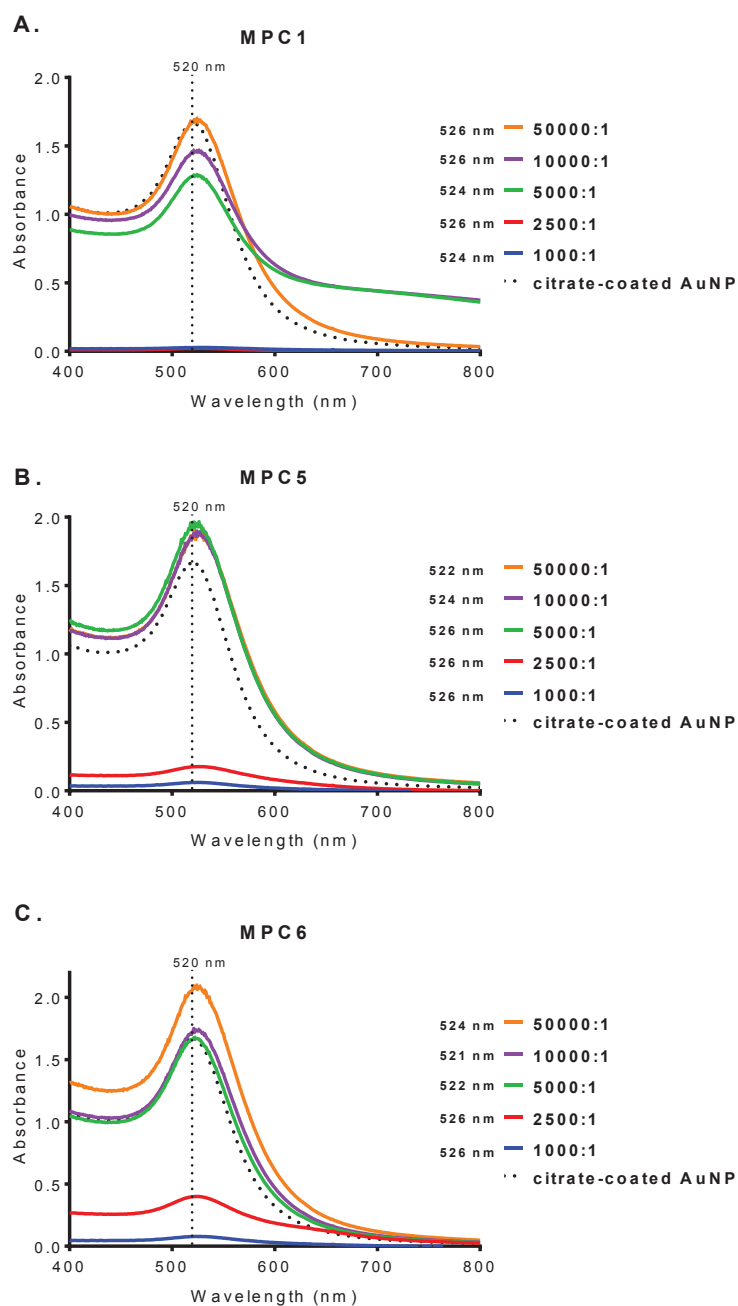 A.
MPC1
520 nm
2.0
1.5
1.0
0.5
0.0
400 500 600 700 800
Absorbance
Wavelength (nm)
526 nm 50000:1
526 nm 10000:1
524 nm 5000:1
526 nm 2500:1
524 nm 1000:1
citrate-coated AuNP
B.
MPC5
520 nm
2.0
1.5
1.0
0.5
0.0
400 500 600 700 800
Absorbance
Wavelength (nm)
522 nm 50000:1
524 nm 10000:1
526 nm 5000:1
526 nm 2500:1
526 nm 1000:1
citrate-coated AuNP
C.
MPC6
520 nm
2.0
1.5
1.0
0.5
0.0
400 500 600 700 800
Absorbance
Wavelength (nm)
524 nm 50000:1
521 nm 10000:1
522 nm 5000:1
526 nm 2500:1
526 nm 1000:1
citrate-coated AuNP